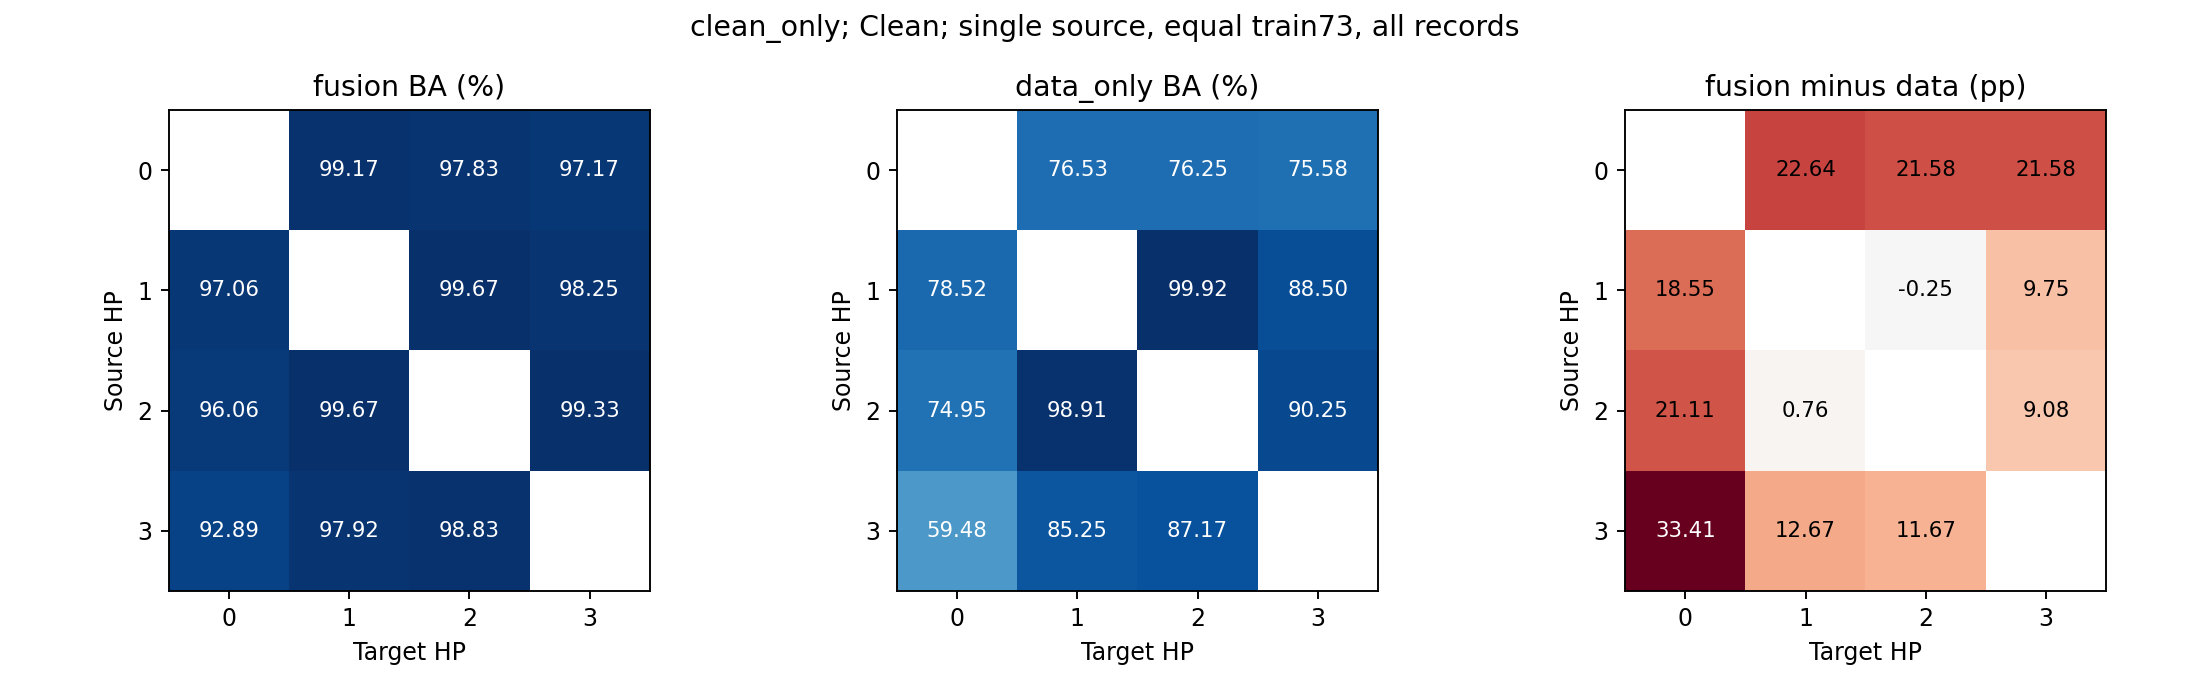 clean_only; Clean; single source, equal train73, all records
fusion BA (%)
Source HP
0
99.17 97.83 97.17
1
97.06 99.67 98.25
2
96.06 99.67 99.33
3
92.89 97.92 98.83
0 1 2 3
Target HP
data_only BA (%)
Source HP
0
76.53 76.25 75.58
1
78.52 99.92 88.50
2
74.95 98.91 90.25
3
59.48 85.25 87.17
0 1 2 3
Target HP
fusion minus data (pp)
Source HP
0
22.64 21.58 21.58
1
18.55 -0.25 9.75
2
21.11 0.76 9.08
3
33.41 12.67 11.67
0 1 2 3
Target HP